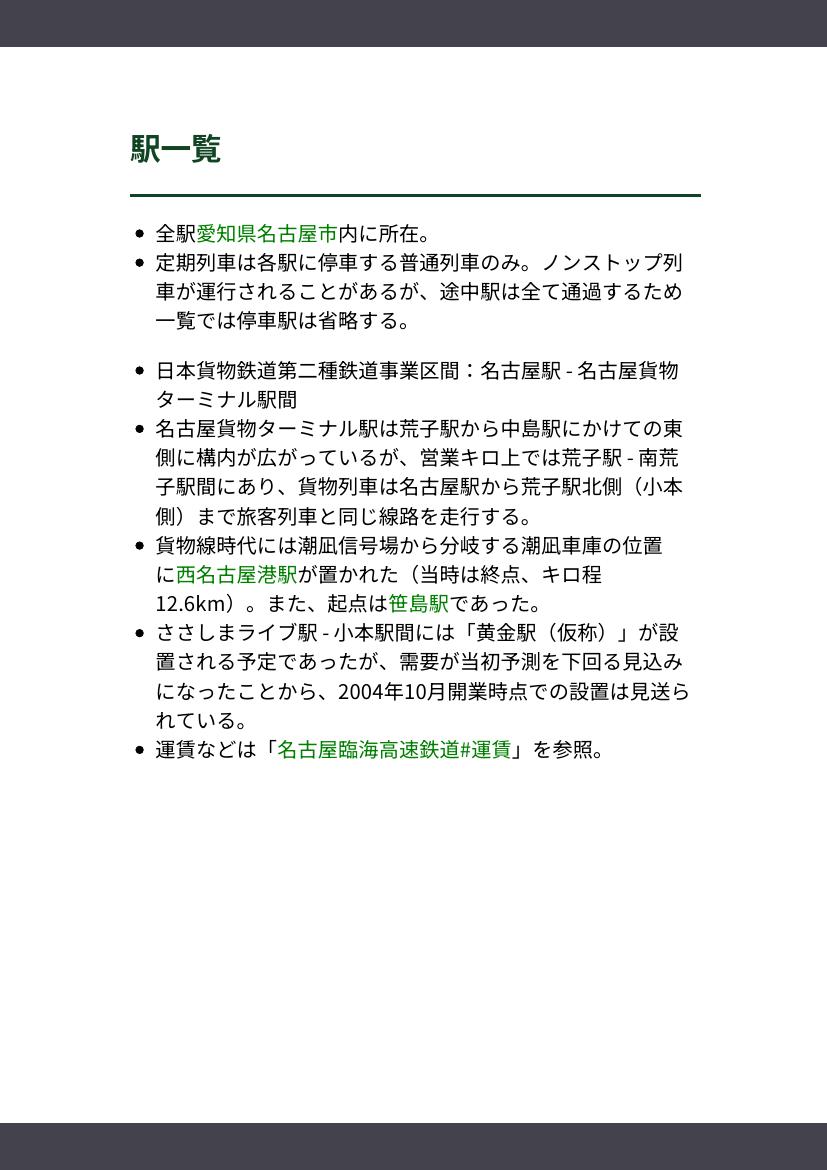 駅一覧
全駅愛知県名古屋市内に所在。
定期列車は各駅に停車する普通列車のみ。ノンストップ列
車が運行されることがあるが、途中駅は全て通過するため
一覧では停車駅は省略する。
日本貨物鉄道第二種鉄道事業区間：名古屋駅 - 名古屋貨物
ターミナル駅間
名古屋貨物ターミナル駅は荒子駅から中島駅にかけての東
側に構内が広がっているが、営業キロ上では荒子駅 - 南荒
子駅間にあり、貨物列車は名古屋駅から荒子駅北側（小本
側）まで旅客列車と同じ線路を走行する。
貨物線時代には潮凪信号場から分岐する潮凪車庫の位置
に西名古屋港駅が置かれた（当時は終点、キロ程
12.6km）。また、起点は笹島駅であった。
ささしまライブ駅 - 小本駅間には「黄金駅（仮称）」が設
置される予定であったが、需要が当初予測を下回る見込み
になったことから、2004年10月開業時点での設置は見送ら
れている。
運賃などは「名古屋臨海高速鉄道#運賃」を参照。